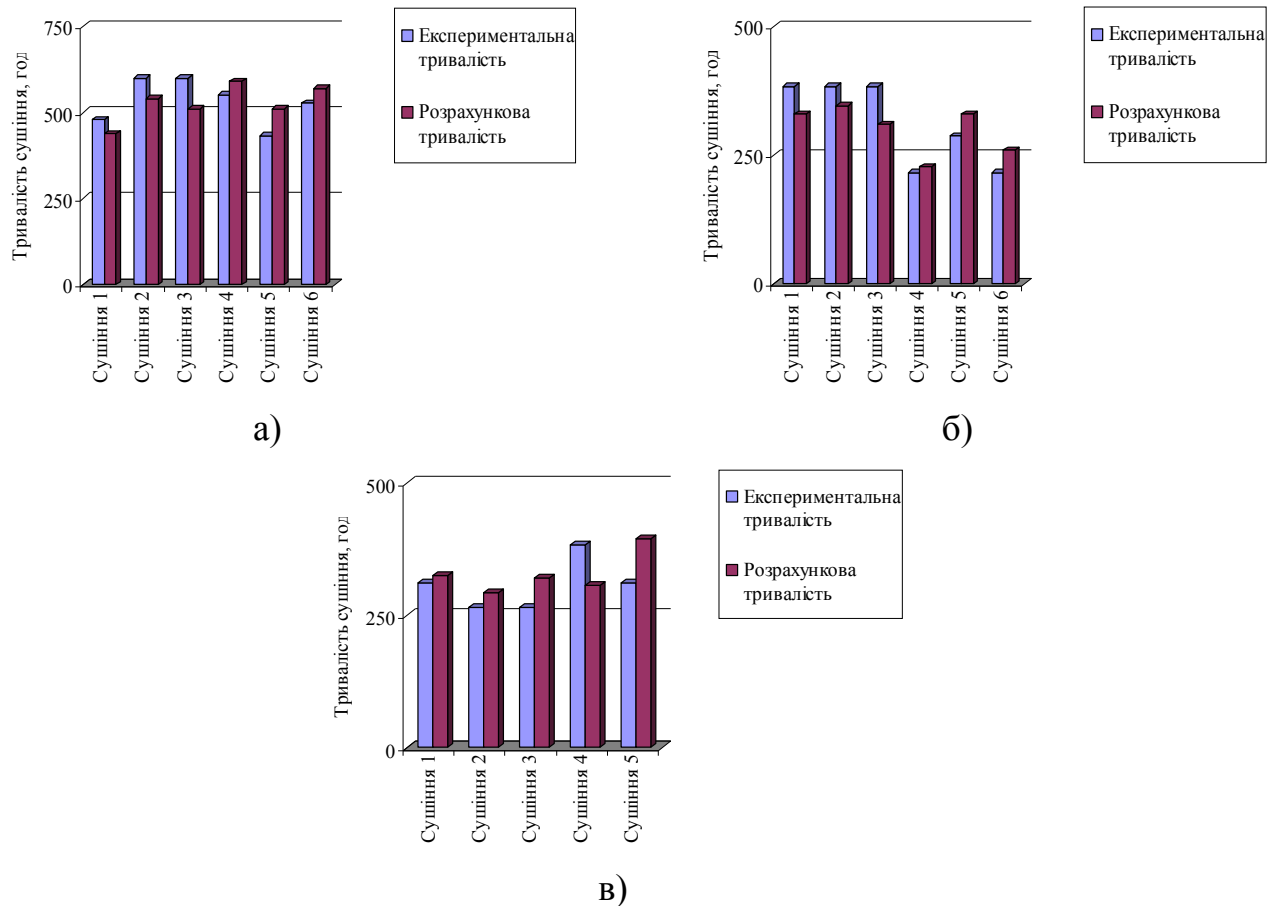 Тривалість сушіння, год
750
500
250
0
Сушіння 1
Сушіння 2
Сушіння 3
Сушіння 4
Сушіння 5
Сушіння 6
Експериментальна
тривалість
Розрахункова
тривалість
а)
Тривалість сушіння, год
500
250
0
Сушіння 1
Сушіння 2
Сушіння 3
Сушіння 4
Сушіння 5
Сушіння 6
Експериментальна
тривалість
Розрахункова
тривалість
б)
Тривалість сушіння, год
500
250
0
Сушіння 1
Сушіння 2
Сушіння 3
Сушіння 4
Сушіння 5
Експериментальна
тривалість
Розрахункова
тривалість
в)